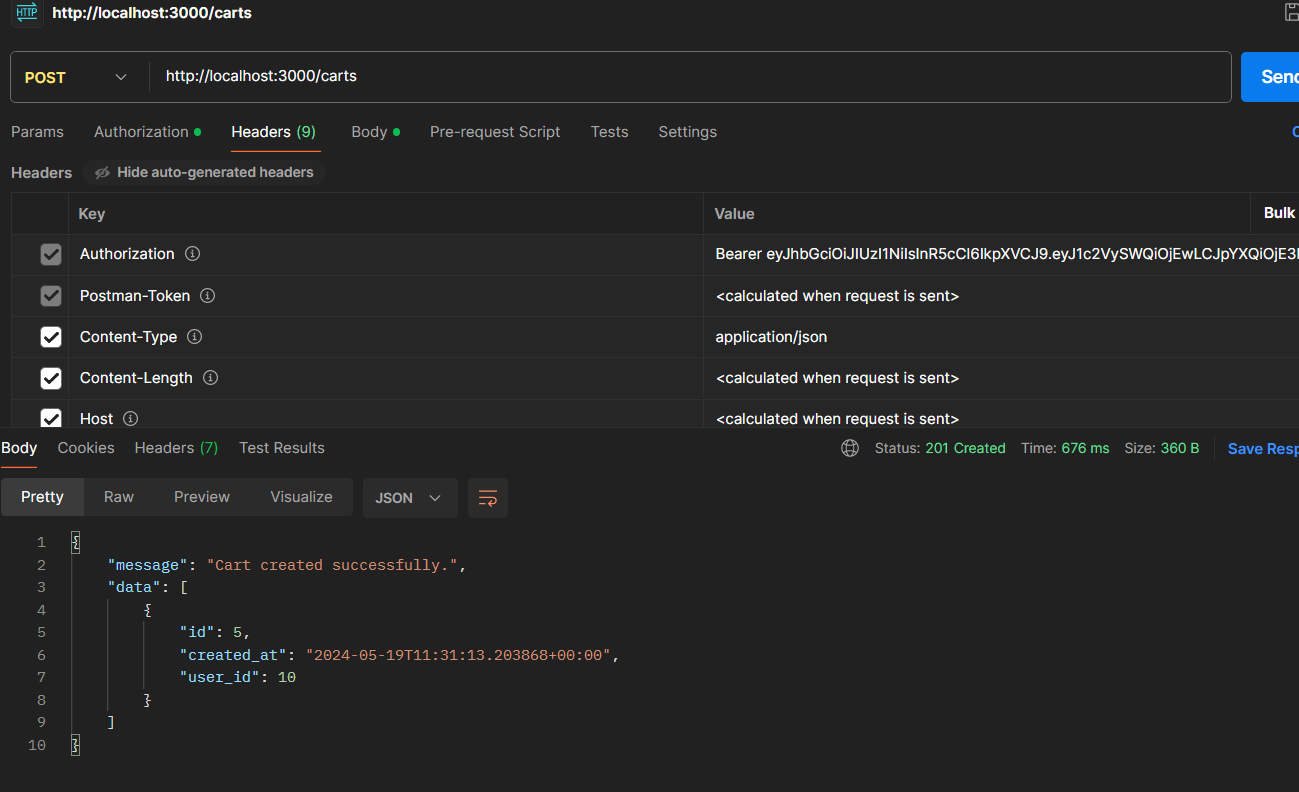 HTTP http://localhost:3000/carts
POST http://localhost:3000/carts Send
Params Authorization Headers (9) Body Pre-request Script Tests Settings
Headers Hide auto-generated headers
Key Value Bulk
Authorization Bearer eyJhbGciOiJIUzI1NiIsInR5cCI6IkpXVCJ9.eyJ1c2VySWQiOjEwLCJpYXQiOjE3
Postman-Token <calculated when request is sent>
Content-Type application/json
Content-Length <calculated when request is sent>
Host <calculated when request is sent>
Body Cookies Headers (7) Test Results Status: 201 Created Time: 676 ms Size: 360 B Save Resp
Pretty Raw Preview Visualize JSON
1 {
2 "message": "Cart created successfully.",
3 "data": [
4 {
5 "id": 5,
6 "created_at": "2024-05-19T11:31:13.203868+00:00",
7 "user_id": 10
8 }
9 ]
10 }